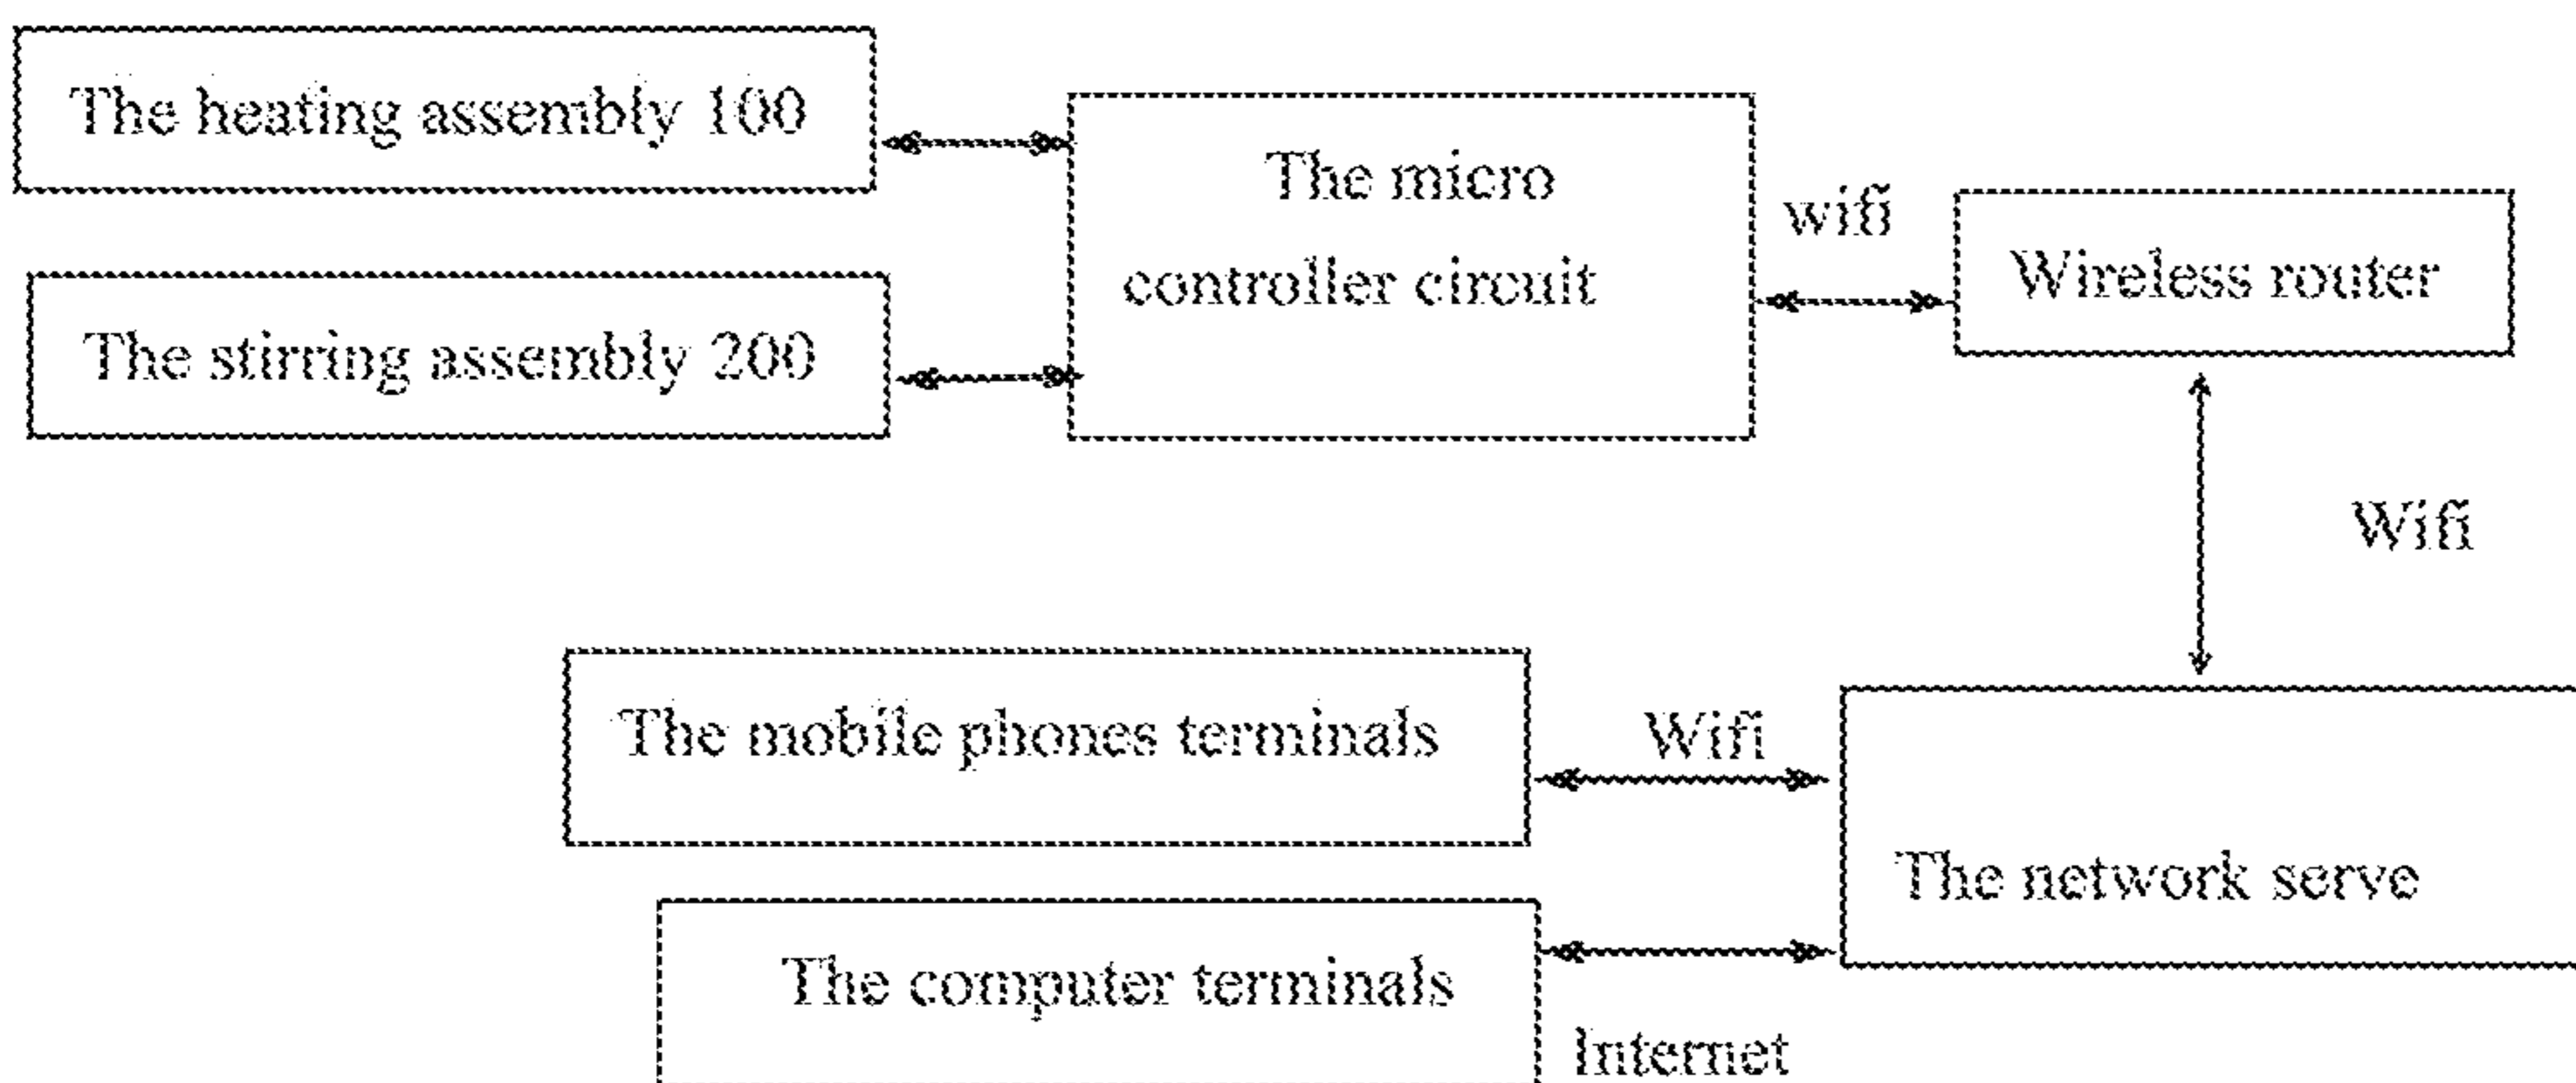 The heating assembly 100
The micro
controller circuit
wifi
Wireless router
The stirring assembly 200
Wifi
The mobile phones terminals
Wifi
The network serve
The computer terminals
Internet